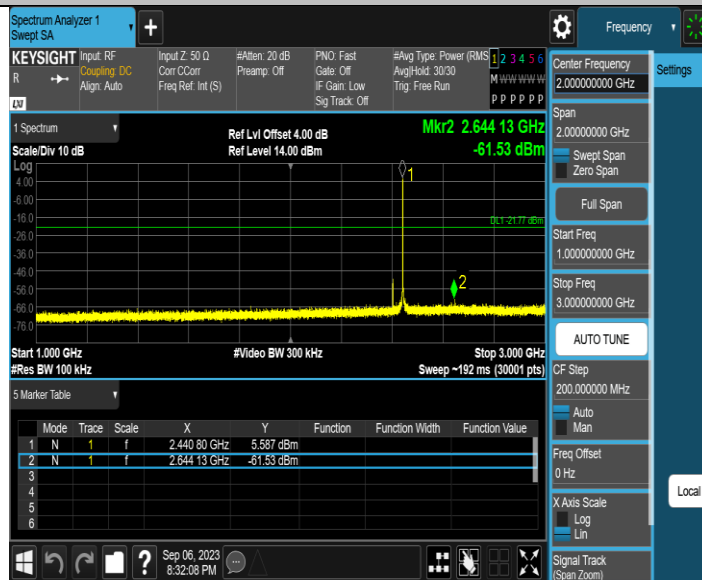 Spectrum Analyzer 1
Swept SA
+
Frequency
KEYSIGHT
R
LXI
Input: RF
Coupling: DC
Align: Auto
Input Z: 50 Ω
Corr CCorr
Freq Ref: Int (S)
#Atten: 20 dB
Preamp: Off
PNO: Fast
Gate: Off
IF Gain: Low
Sig Track: Off
#Avg Type: Power (RMS
Avg|Hold: 30/30
Trig: Free Run
1 2 3 4 5 6
M W W W W W
P P P P P P
1 Spectrum
Scale/Div 10 dB
Ref Lvl Offset 4.00 dB
Ref Level 14.00 dBm
Mkr2 2.644 13 GHz
-61.53 dBm
Log
4.00
-6.00
-16.0
-26.0
-36.0
-46.0
-56.0
-66.0
-76.0
1
DL1 -21.77 dBm
2
Start 1.000 GHz
#Video BW 300 kHz
Stop 3.000 GHz
#Res BW 100 kHz
Sweep ~192 ms (30001 pts)
5 Marker Table
Mode Trace Scale X Y Function Function Width Function Value
1 N 1 f 2.440 80 GHz 5.587 dBm
2 N 1 f 2.644 13 GHz -61.53 dBm
3
4
5
6
?
Sep 06, 2023
8:32:08 PM
Center Frequency
2.000000000 GHz
Settings
Span
2.00000000 GHz
Swept Span
Zero Span
Full Span
Start Freq
1.000000000 GHz
Stop Freq
3.000000000 GHz
AUTO TUNE
CF Step
200.000000 MHz
Auto
Man
Freq Offset
0 Hz
X Axis Scale
Log
Lin
Signal Track
(Span Zoom)
Local